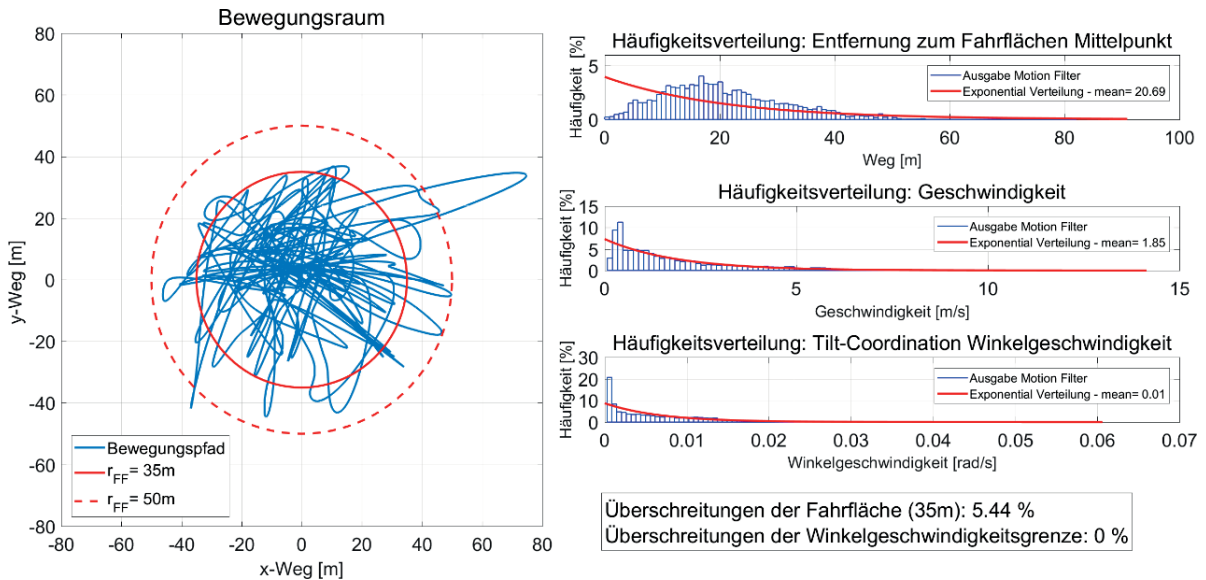 Bewegungsraum
80
60
40
20
0
-20
-40
-60
-80
y-Weg [m]
-80 -60 -40 -20 0 20 40 60 80
x-Weg [m]
Bewegungspfad
r_FF= 35m
r_FF= 50m
Häufigkeitsverteilung: Entfernung zum Fahrflächen Mittelpunkt
Häufigkeit [%]
5
0
0 20 40 60 80 100
Weg [m]
Ausgabe Motion Filter
Exponential Verteilung - mean= 20.69
Häufigkeitsverteilung: Geschwindigkeit
Häufigkeit [%]
15
10
5
0
0 5 10 15
Geschwindigkeit [m/s]
Ausgabe Motion Filter
Exponential Verteilung - mean= 1.85
Häufigkeitsverteilung: Tilt-Coordination Winkelgeschwindigkeit
Häufigkeit [%]
30
20
10
0
0 0.01 0.02 0.03 0.04 0.05 0.06 0.07
Winkelgeschwindigkeit [rad/s]
Ausgabe Motion Filter
Exponential Verteilung - mean= 0.01
Überschreitungen der Fahrfläche (35m): 5.44 %
Überschreitungen der Winkelgeschwindigkeitsgrenze: 0 %